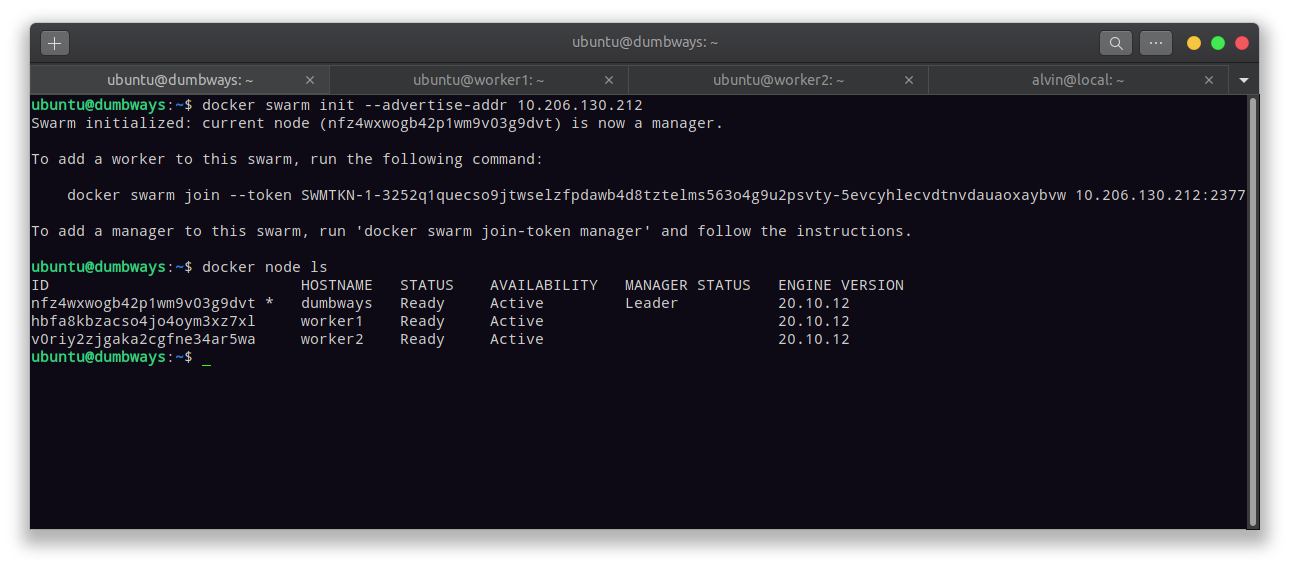 ubuntu@dumbways: ~
ubuntu@dumbways: ~ ubuntu@worker1: ~ ubuntu@worker2: ~ alvin@local: ~
ubuntu@dumbways:~$ docker swarm init --advertise-addr 10.206.130.212
Swarm initialized: current node (nfz4wxwogb42p1wm9v03g9dvt) is now a manager.
To add a worker to this swarm, run the following command:
docker swarm join --token SWMTKN-1-3252q1quecso9jtwselzfpdawb4d8tztelms563o4g9u2psvty-5evcyhlecvdtnvdauaoxaybvw 10.206.130.212:2377
To add a manager to this swarm, run 'docker swarm join-token manager' and follow the instructions.
ubuntu@dumbways:~$ docker node ls
ID HOSTNAME STATUS AVAILABILITY MANAGER STATUS ENGINE VERSION
nfz4wxwogb42p1wm9v03g9dvt * dumbways Ready Active Leader 20.10.12
hbfa8kbzacso4jo4oym3xz7xl worker1 Ready Active 20.10.12
v0riy2zjgaka2cgfne34ar5wa worker2 Ready Active 20.10.12
ubuntu@dumbways:~$ _